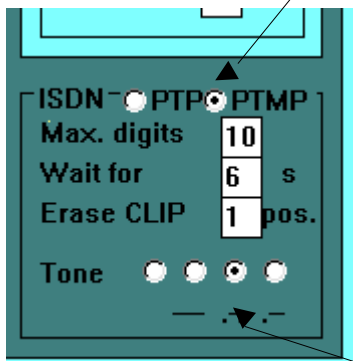 ISDN PTP PTMP
Max. digits 10
Wait for 6 s
Erase CLIP 1 pos.
Tone
— .– .–